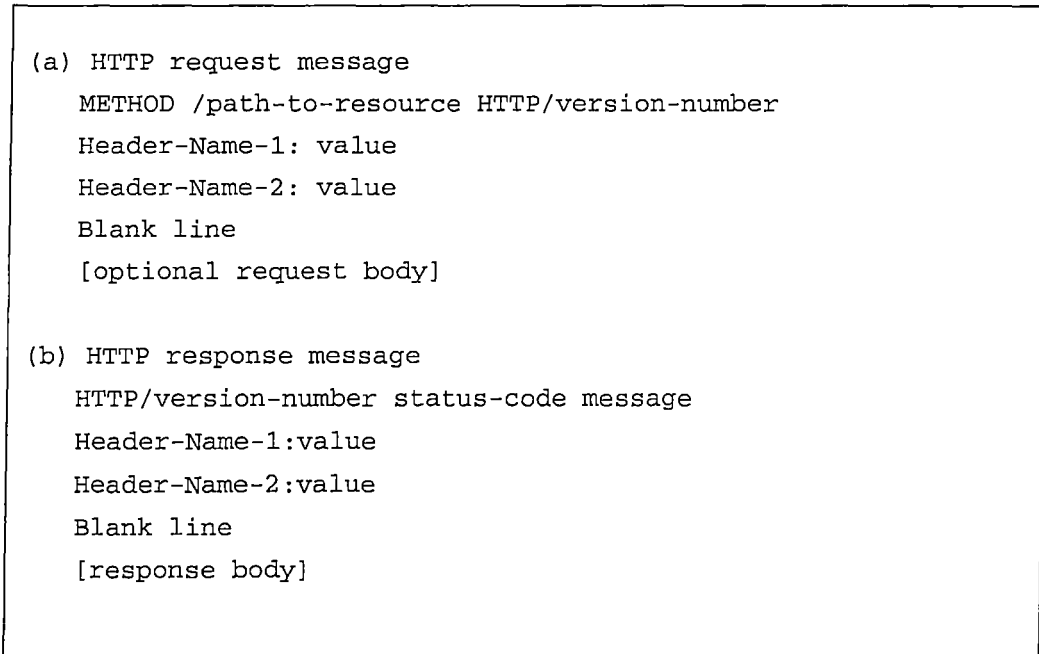 (a) HTTP request message
METHOD /path-to-resource HTTP/version-number
Header-Name-1: value
Header-Name-2: value
Blank line
[optional request body]
(b) HTTP response message
HTTP/version-number status-code message
Header-Name-1:value
Header-Name-2:value
Blank line
[response body]